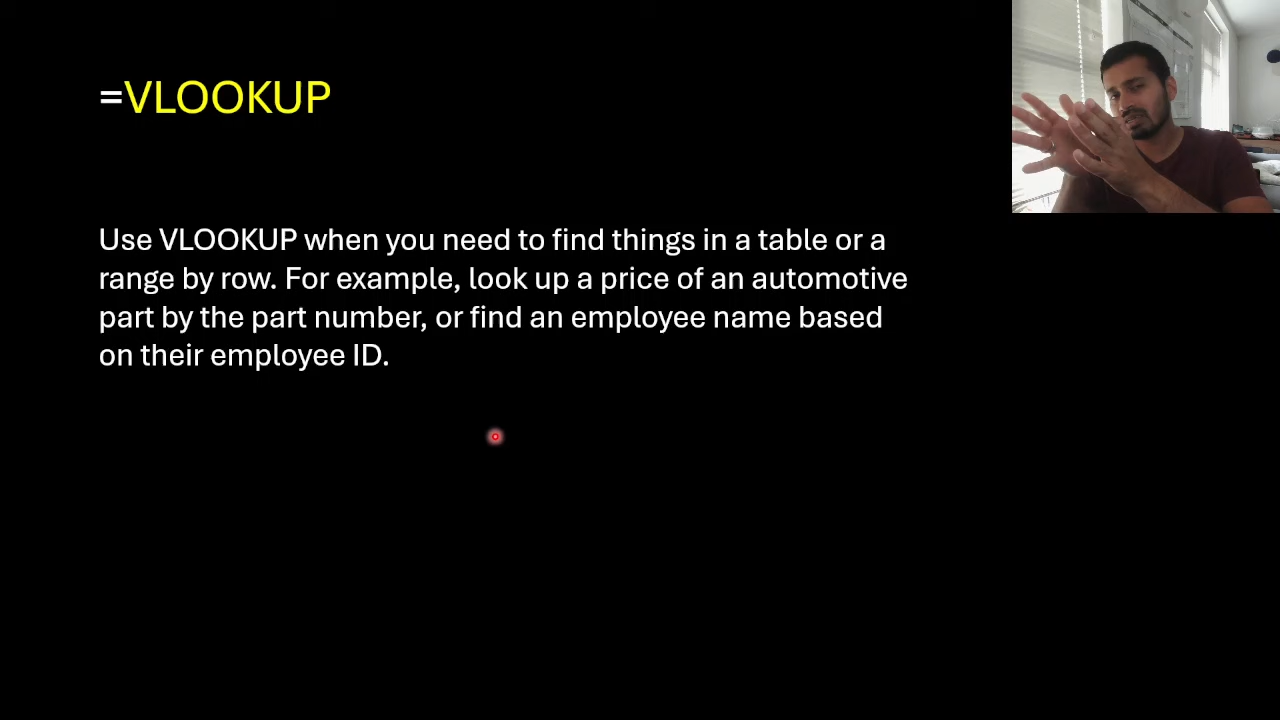 =VLOOKUP
Use VLOOKUP when you need to find things in a table or a
range by row. For example, look up a price of an automotive
part by the part number, or find an employee name based
on their employee ID.